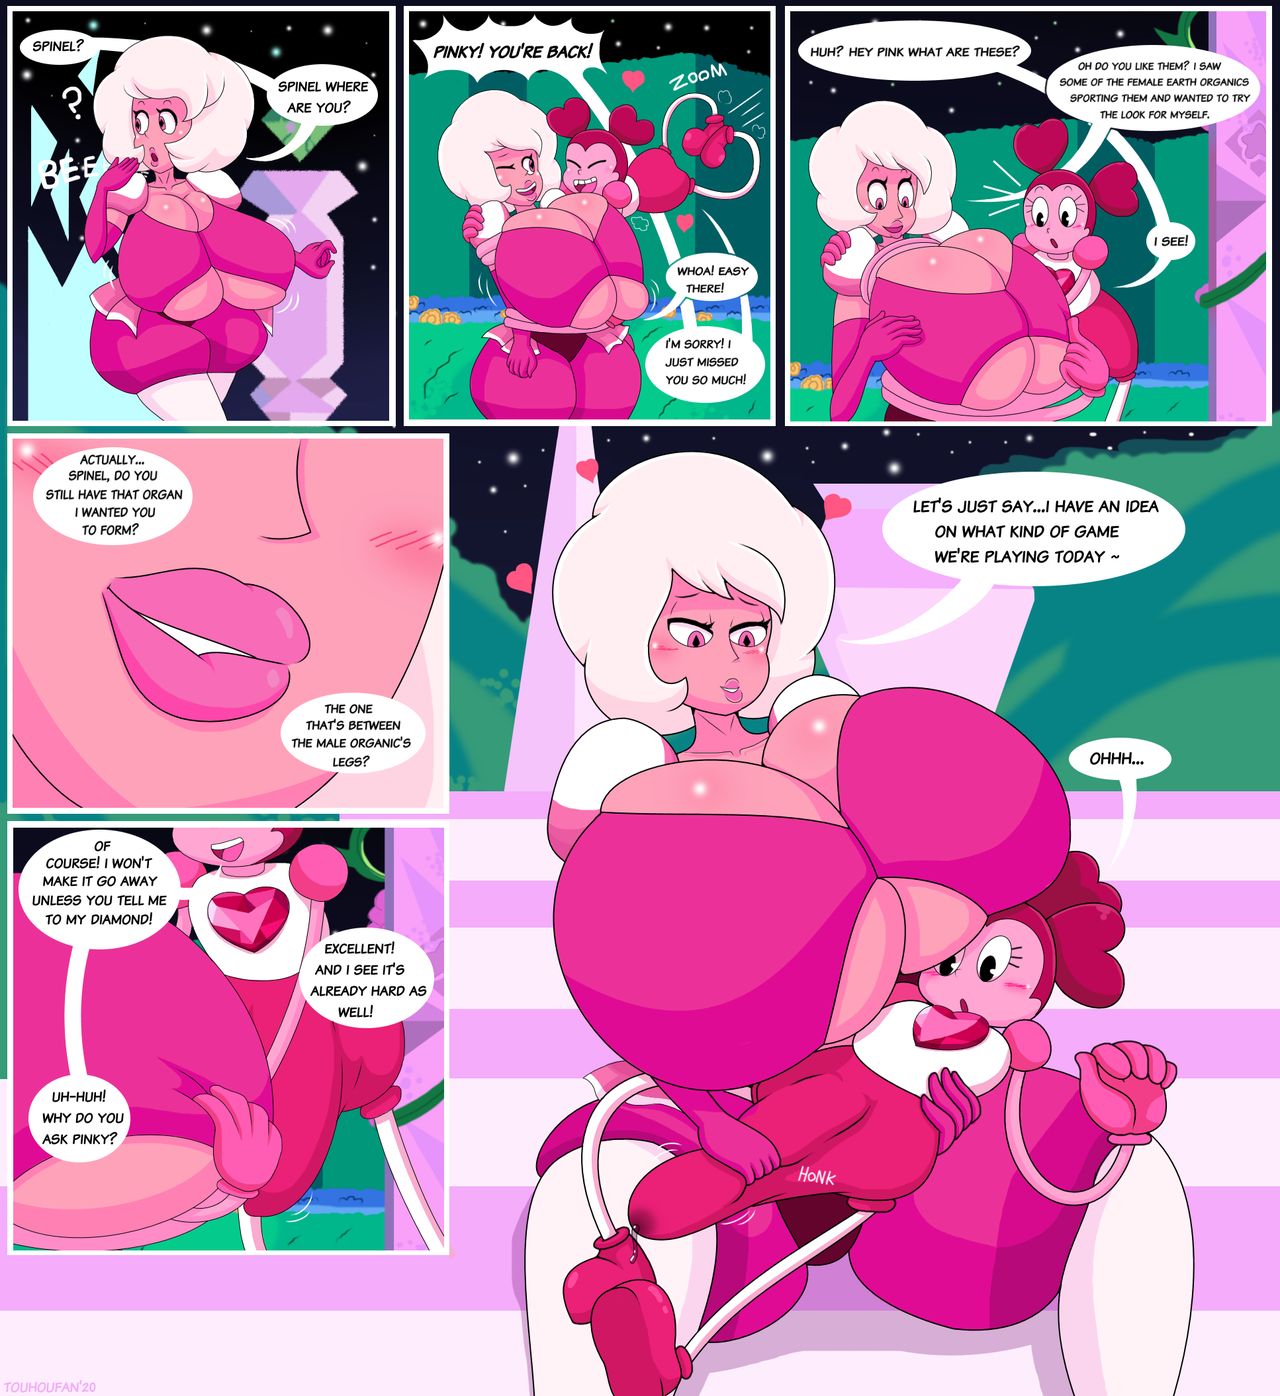 SPINEL?
?
BEE
SPINEL WHERE
ARE YOU?
PINKY! YOU'RE BACK!
ZOOM
WHOA! EASY
THERE!
I'M SORRY! I
JUST MISSED
YOU SO MUCH!
HUH? HEY PINK WHAT ARE THESE?
OH DO YOU LIKE THEM? I SAW
SOME OF THE FEMALE EARTH ORGANICS
SPORTING THEM AND WANTED TO TRY
THE LOOK FOR MYSELF.
I SEE!
ACTUALLY...
SPINEL, DO YOU
STILL HAVE THAT ORGAN
I WANTED YOU
TO FORM?
THE ONE
THAT'S BETWEEN
THE MALE ORGANIC'S
LEGS?
OF
COURSE! I WON'T
MAKE IT GO AWAY
UNLESS YOU TELL ME
TO MY DIAMOND!
EXCELLENT!
AND I SEE IT'S
ALREADY HARD AS
WELL!
UH-HUH!
WHY DO YOU
ASK PINKY?
LET'S JUST SAY...I HAVE AN IDEA
ON WHAT KIND OF GAME
WE'RE PLAYING TODAY ~
OHHH...
HONK
TOUHOUFAN'20